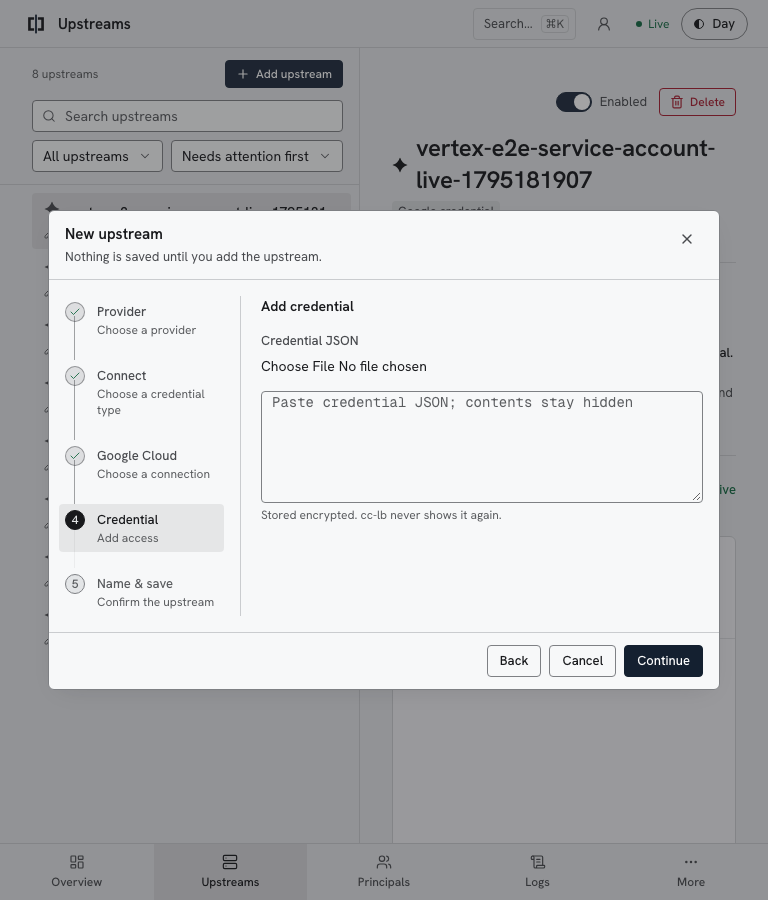 Upstreams
Search... ⌘K
Live
Day
8 upstreams
Add upstream
Enabled
Delete
Search upstreams
All upstreams
Needs attention first
vertex-e2e-service-account-
live-1795181907
New upstream
Nothing is saved until you add the upstream.
Provider
Choose a provider
Connect
Choose a credential
type
Google Cloud
Choose a connection
4
Credential
Add access
5
Name & save
Confirm the upstream
Add credential
Credential JSON
Choose File No file chosen
Paste credential JSON; contents stay hidden
Stored encrypted. cc-lb never shows it again.
Back
Cancel
Continue
Overview
Upstreams
Principals
Logs
More